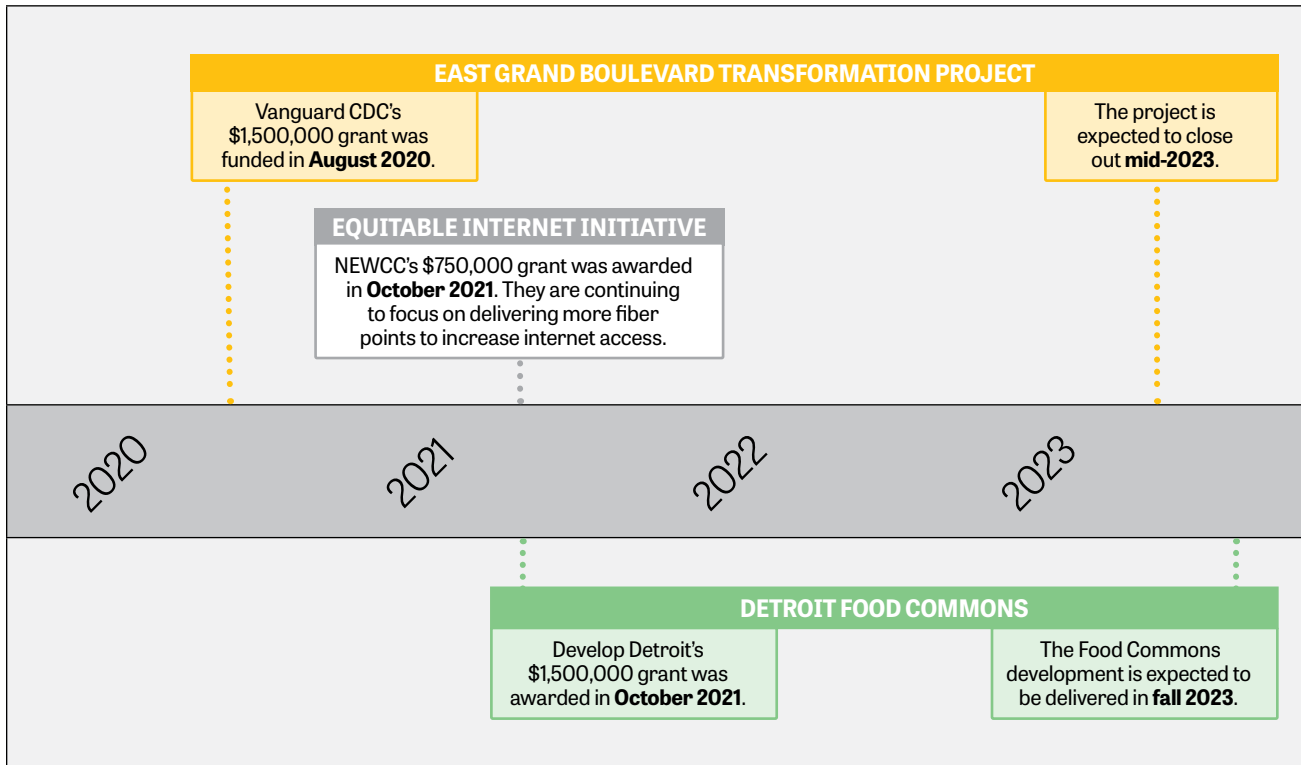 EAST GRAND BOULEVARD TRANSFORMATION PROJECT
Vanguard CDC’s
$1,500,000 grant was
funded in August 2020.
The project is
expected to close
out mid-2023.
EQUITABLE INTERNET INITIATIVE
NEWCC’s $750,000 grant was awarded
in October 2021. They are continuing
to focus on delivering more fiber
points to increase internet access.
2020
2021
2022
2023
DETROIT FOOD COMMONS
Develop Detroit’s
$1,500,000 grant was
awarded in October 2021.
The Food Commons
development is expected to
be delivered in fall 2023.